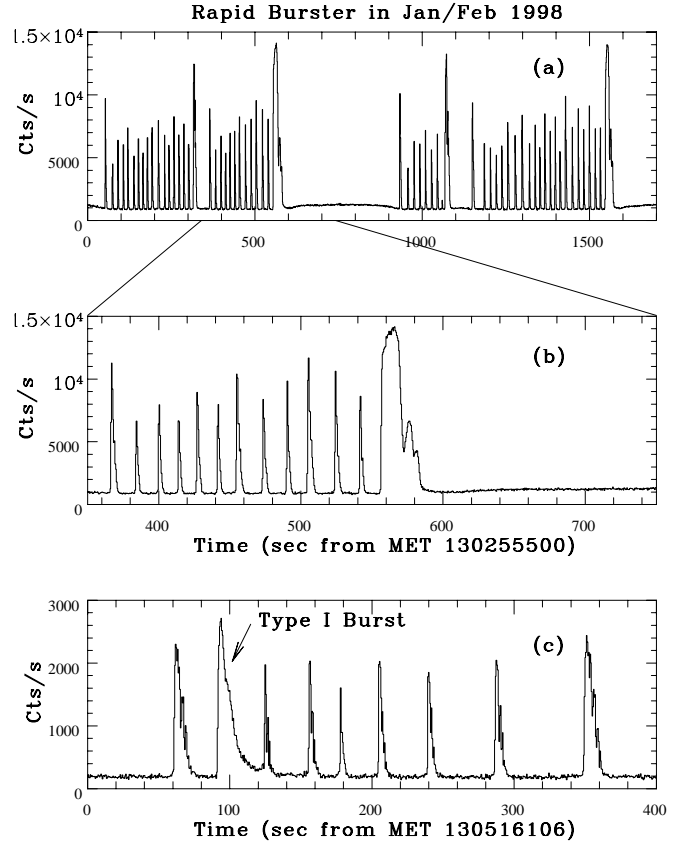 Rapid Burster in Jan/Feb 1998
1.5×10⁴
10⁴
5000
0
Cts/s
(a)
0 500 1000 1500
1.5×10⁴
10⁴
5000
0
Cts/s
(b)
400 500 600 700
Time (sec from MET 130255500)
3000
2000
1000
0
Cts/s
Type I Burst
(c)
0 100 200 300 400
Time (sec from MET 130516106)